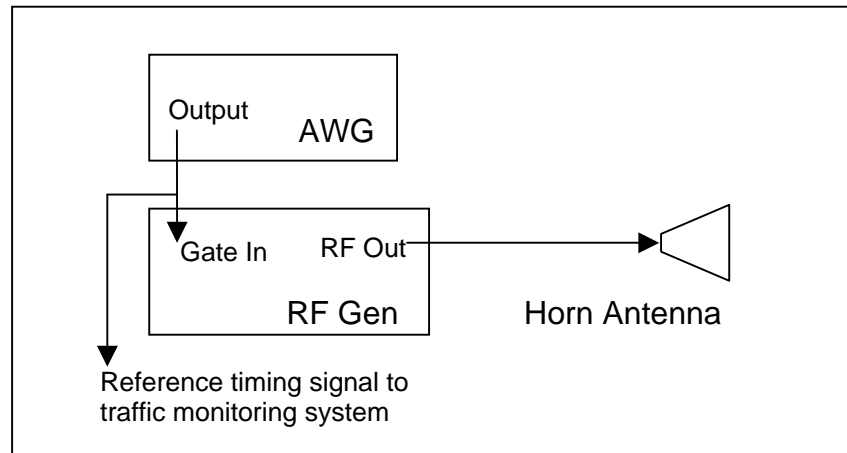 Output
AWG
Gate In
RF Out
RF Gen
Horn Antenna
Reference timing signal to
traffic monitoring system